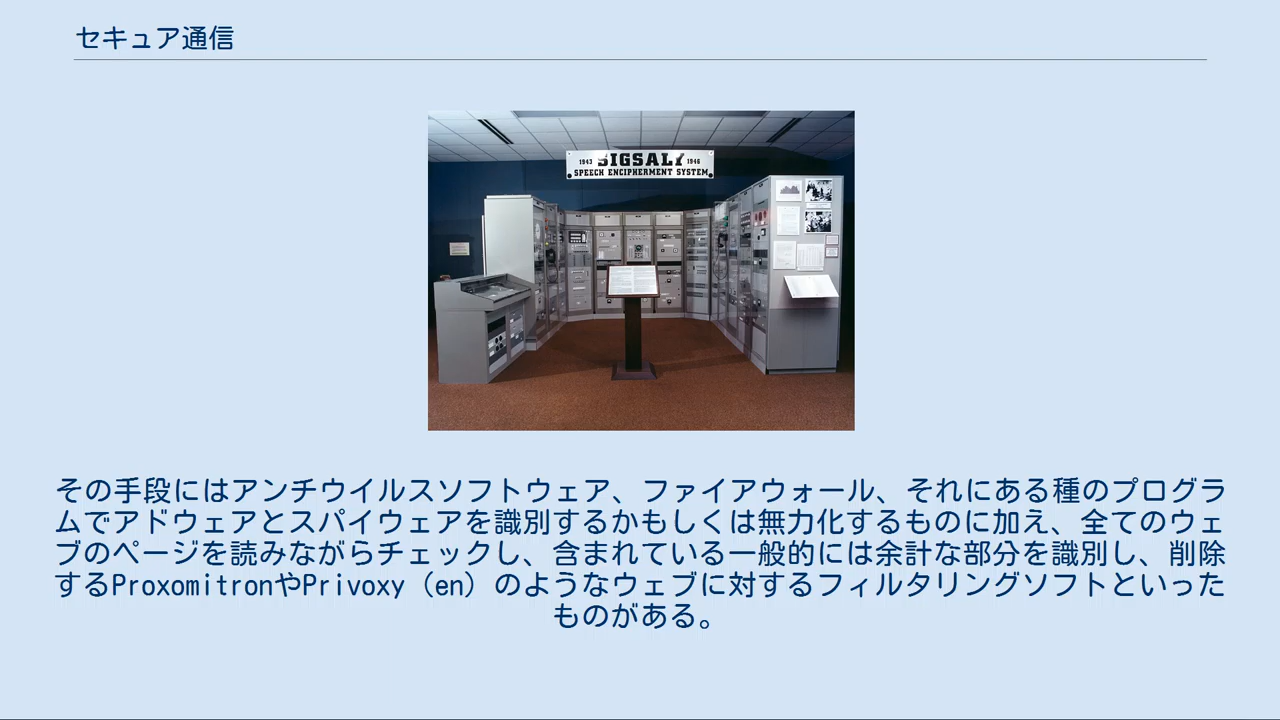 セキュア通信
1943 SIGSALY 1946
SPEECH ENCIPHERMENT SYSTEM
その手段にはアンチウイルスソフトウェア、ファイアウォール、それにある種のプログラ
ムでアドウェアとスパイウェアを識別するかもしくは無力化するものに加え、全てのウェ
ブのページを読みながらチェックし、含まれている一般的には余計な部分を識別し、削除
するProxomitronやPrivoxy（en）のようなウェブに対するフィルタリングソフトといった
ものがある。